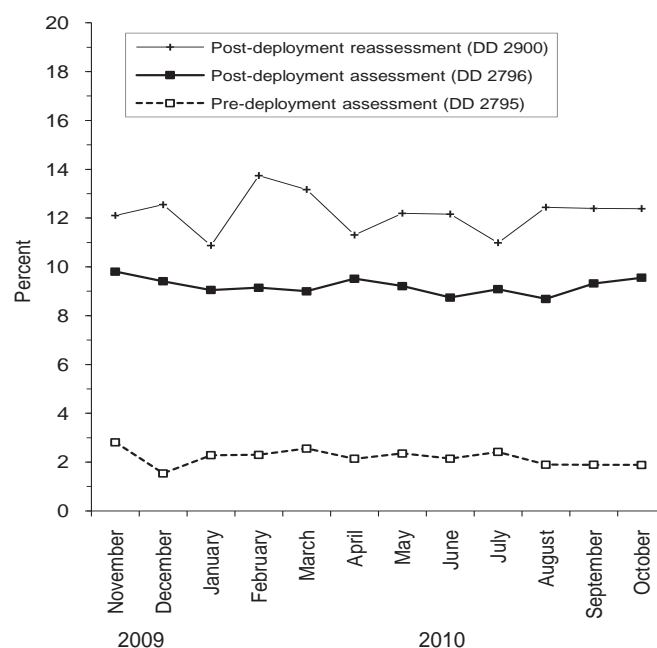 20
18
16
14
12
10
8
6
4
2
0
Percent
Post-deployment reassessment (DD 2900)
Post-deployment assessment (DD 2796)
Pre-deployment assessment (DD 2795)
November
December
January
February
March
April
May
June
July
August
September
October
2009
2010